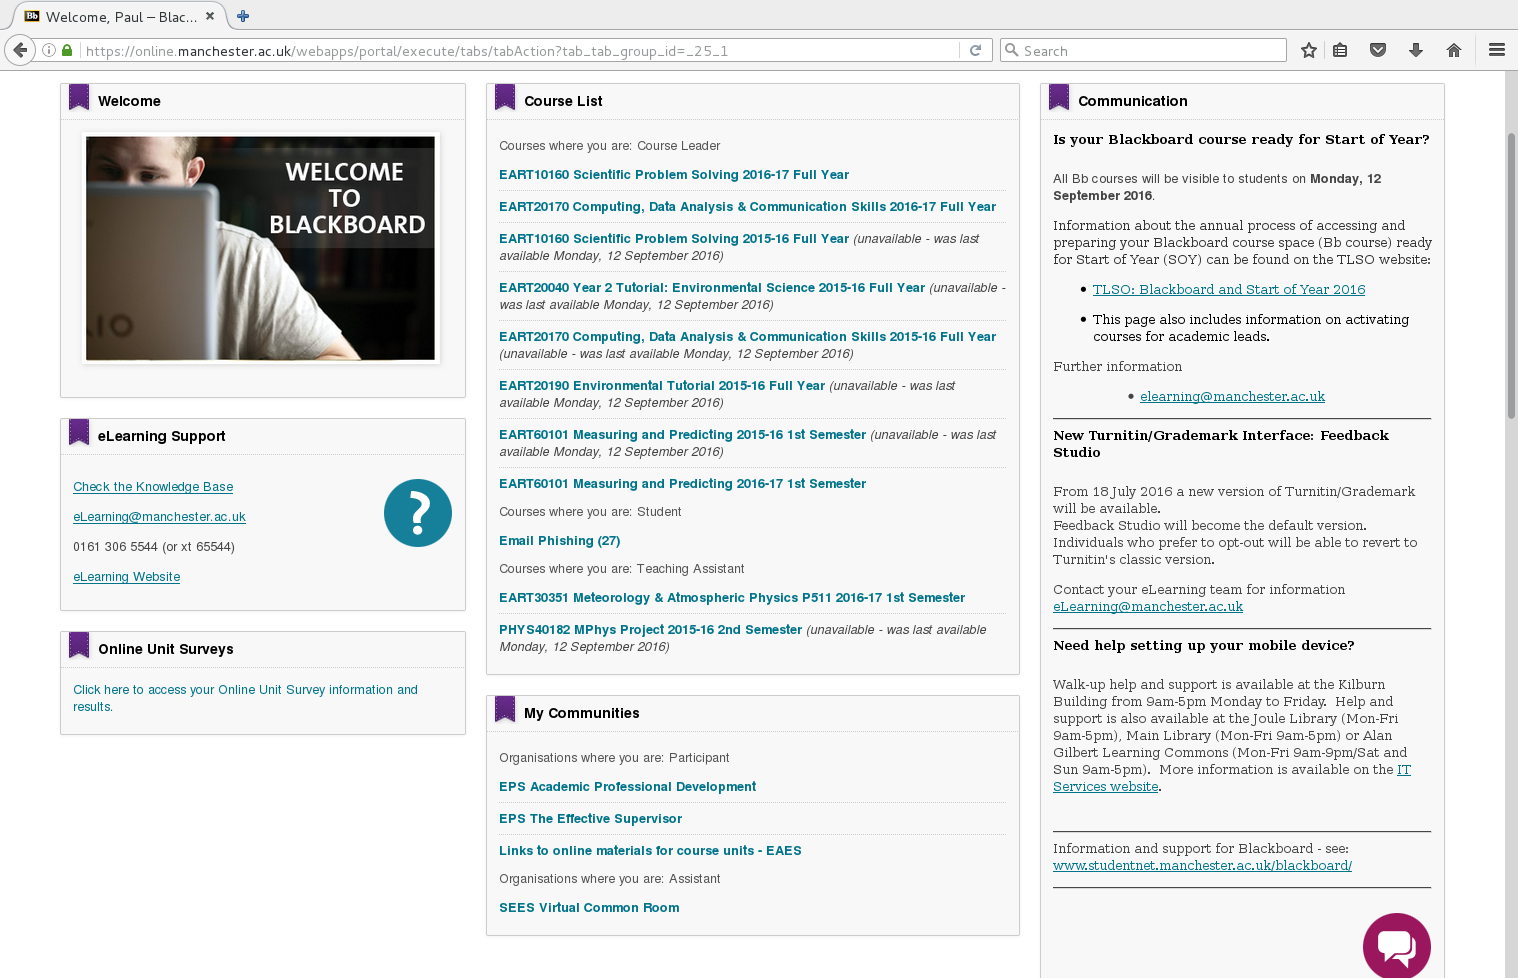 Welcome, Paul – Blac...
https://online.manchester.ac.uk/webapps/portal/execute/tabs/tabAction?tab_tab_group_id=_25_1
Search
Welcome
WELCOME
TO
BLACKBOARD
eLearning Support
Check the Knowledge Base
eLearning@manchester.ac.uk
0161 306 5544 (or xt 65544)
eLearning Website
?
Online Unit Surveys
Click here to access your Online Unit Survey information and
results.
Course List
Courses where you are: Course Leader
EART10160 Scientific Problem Solving 2016-17 Full Year
EART20170 Computing, Data Analysis & Communication Skills 2016-17 Full Year
EART10160 Scientific Problem Solving 2015-16 Full Year (unavailable - was last
available Monday, 12 September 2016)
EART20040 Year 2 Tutorial: Environmental Science 2015-16 Full Year (unavailable -
was last available Monday, 12 September 2016)
EART20170 Computing, Data Analysis & Communication Skills 2015-16 Full Year
(unavailable - was last available Monday, 12 September 2016)
EART20190 Environmental Tutorial 2015-16 Full Year (unavailable - was last
available Monday, 12 September 2016)
EART60101 Measuring and Predicting 2015-16 1st Semester (unavailable - was last
available Monday, 12 September 2016)
EART60101 Measuring and Predicting 2016-17 1st Semester
Courses where you are: Student
Email Phishing (27)
Courses where you are: Teaching Assistant
EART30351 Meteorology & Atmospheric Physics P511 2016-17 1st Semester
PHYS40182 MPhys Project 2015-16 2nd Semester (unavailable - was last available
Monday, 12 September 2016)
My Communities
Organisations where you are: Participant
EPS Academic Professional Development
EPS The Effective Supervisor
Links to online materials for course units - EAES
Organisations where you are: Assistant
SEES Virtual Common Room
Communication
Is your Blackboard course ready for Start of Year?
All Bb courses will be visible to students on Monday, 12
September 2016.
Information about the annual process of accessing and
preparing your Blackboard course space (Bb course) ready
for Start of Year (SOY) can be found on the TLSO website:
• TLSO: Blackboard and Start of Year 2016
• This page also includes information on activating
courses for academic leads.
Further information
• elearning@manchester.ac.uk
New Turnitin/Grademark Interface: Feedback
Studio
From 18 July 2016 a new version of Turnitin/Grademark
will be available.
Feedback Studio will become the default version.
Individuals who prefer to opt-out will be able to revert to
Turnitin's classic version.
Contact your eLearning team for information
eLearning@manchester.ac.uk
Need help setting up your mobile device?
Walk-up help and support is available at the Kilburn
Building from 9am-5pm Monday to Friday.  Help and
support is also available at the Joule Library (Mon-Fri
9am-5pm), Main Library (Mon-Fri 9am-5pm) or Alan
Gilbert Learning Commons (Mon-Fri 9am-9pm/Sat and
Sun 9am-5pm).  More information is available on the IT
Services website.
Information and support for Blackboard - see:
www.studentnet.manchester.ac.uk/blackboard/